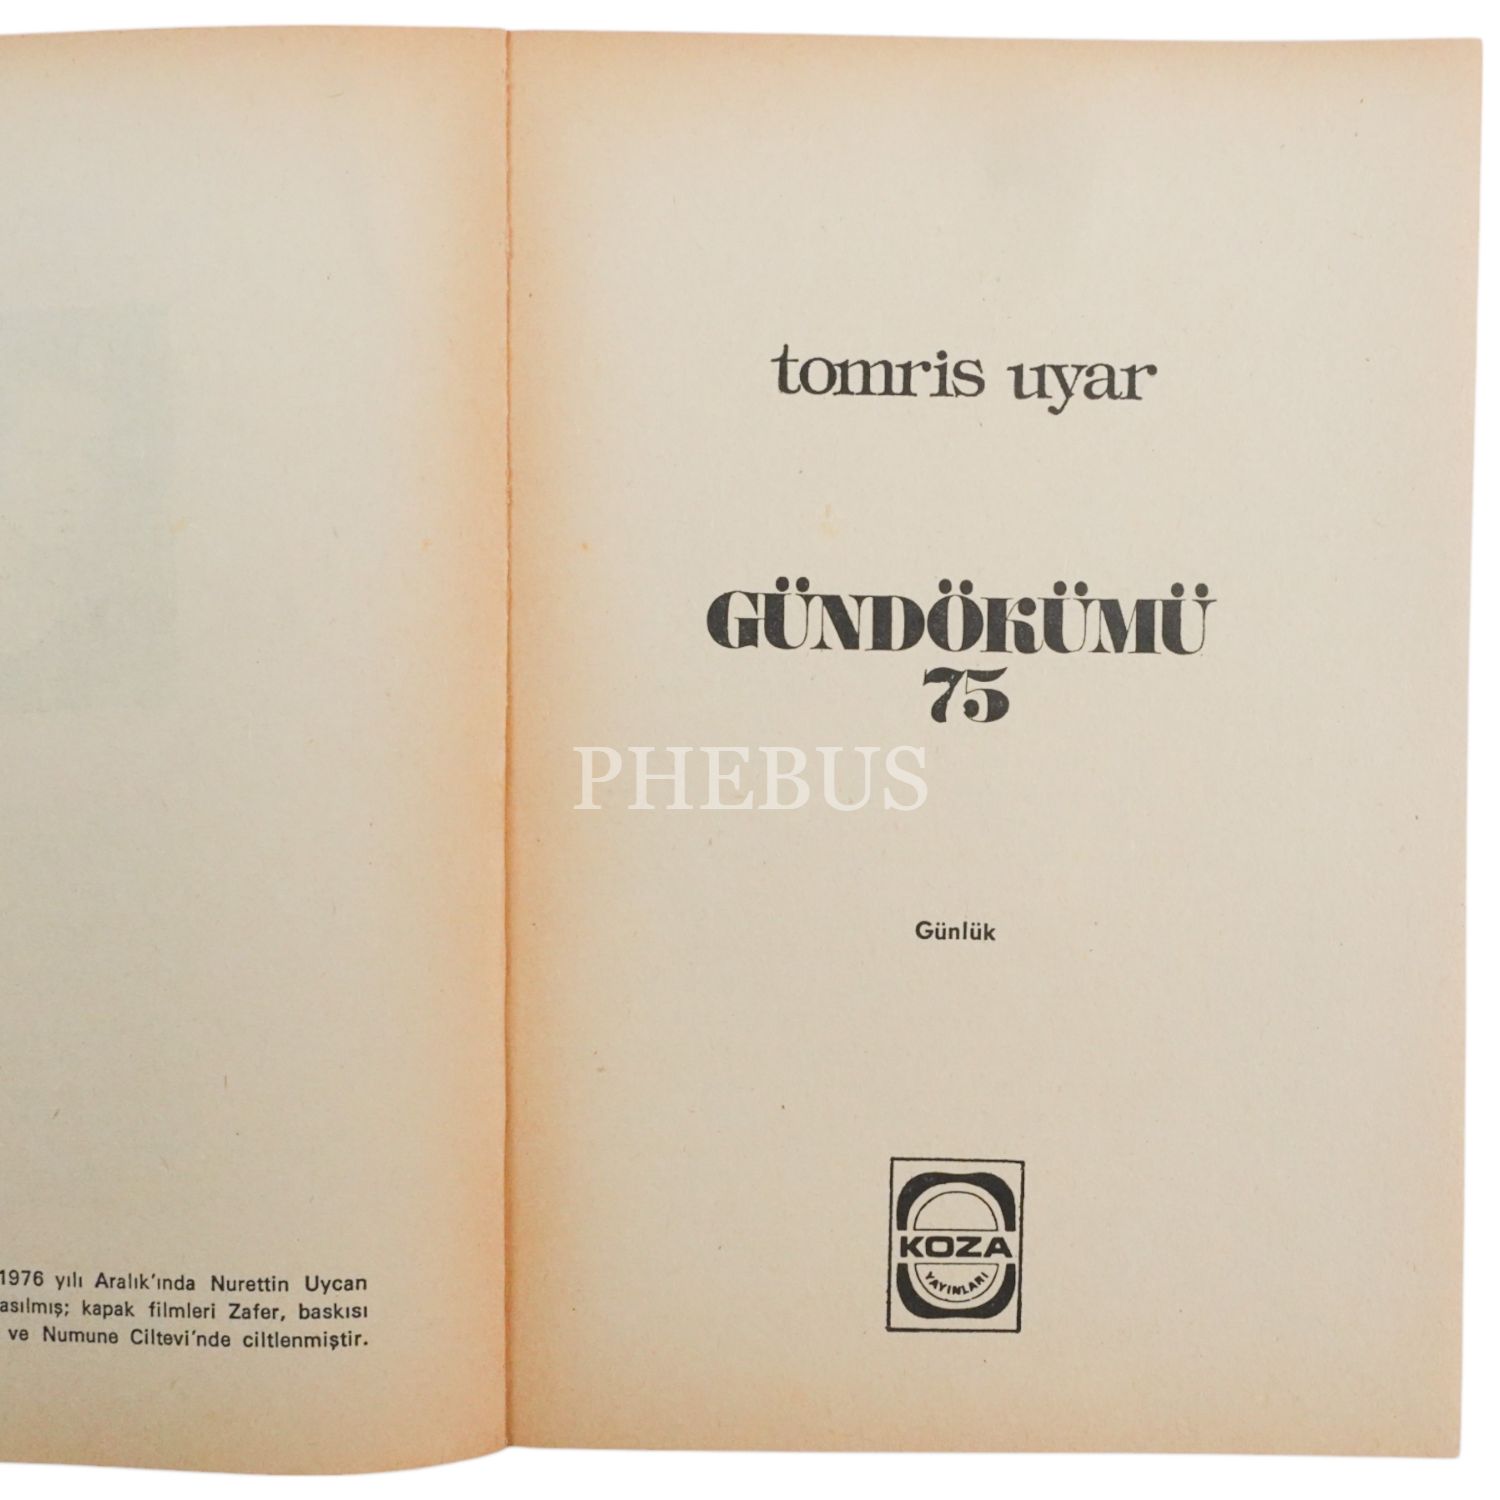 1976 yılı Aralık'ında Nurettin Uycan
asılmış; kapak filmleri Zafer, baskısı
ve Numune Ciltevi'nde ciltlenmiştir.
tomris uyar
GÜNDÖKÜMÜ
75
PHEBUS
Günlük
KOZA
YAYINLARI